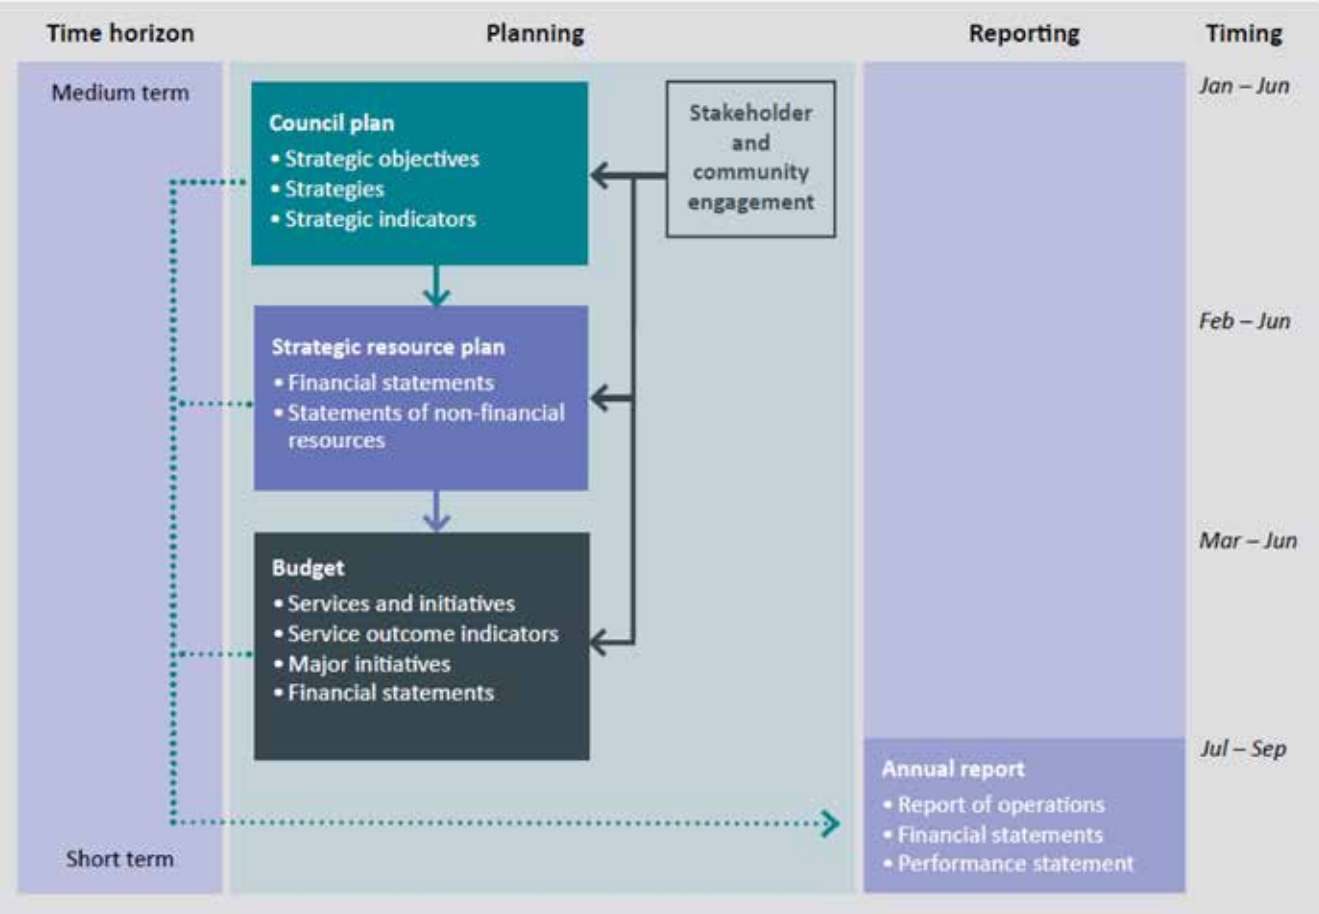 Time horizon
Planning
Reporting
Timing
Medium term
Jan – Jun
Council plan
• Strategic objectives
• Strategies
• Strategic indicators
Stakeholder
and
community
engagement
Feb – Jun
Strategic resource plan
• Financial statements
• Statements of non-financial
resources
Mar – Jun
Budget
• Services and initiatives
• Service outcome indicators
• Major initiatives
• Financial statements
Jul – Sep
Annual report
• Report of operations
• Financial statements
• Performance statement
Short term